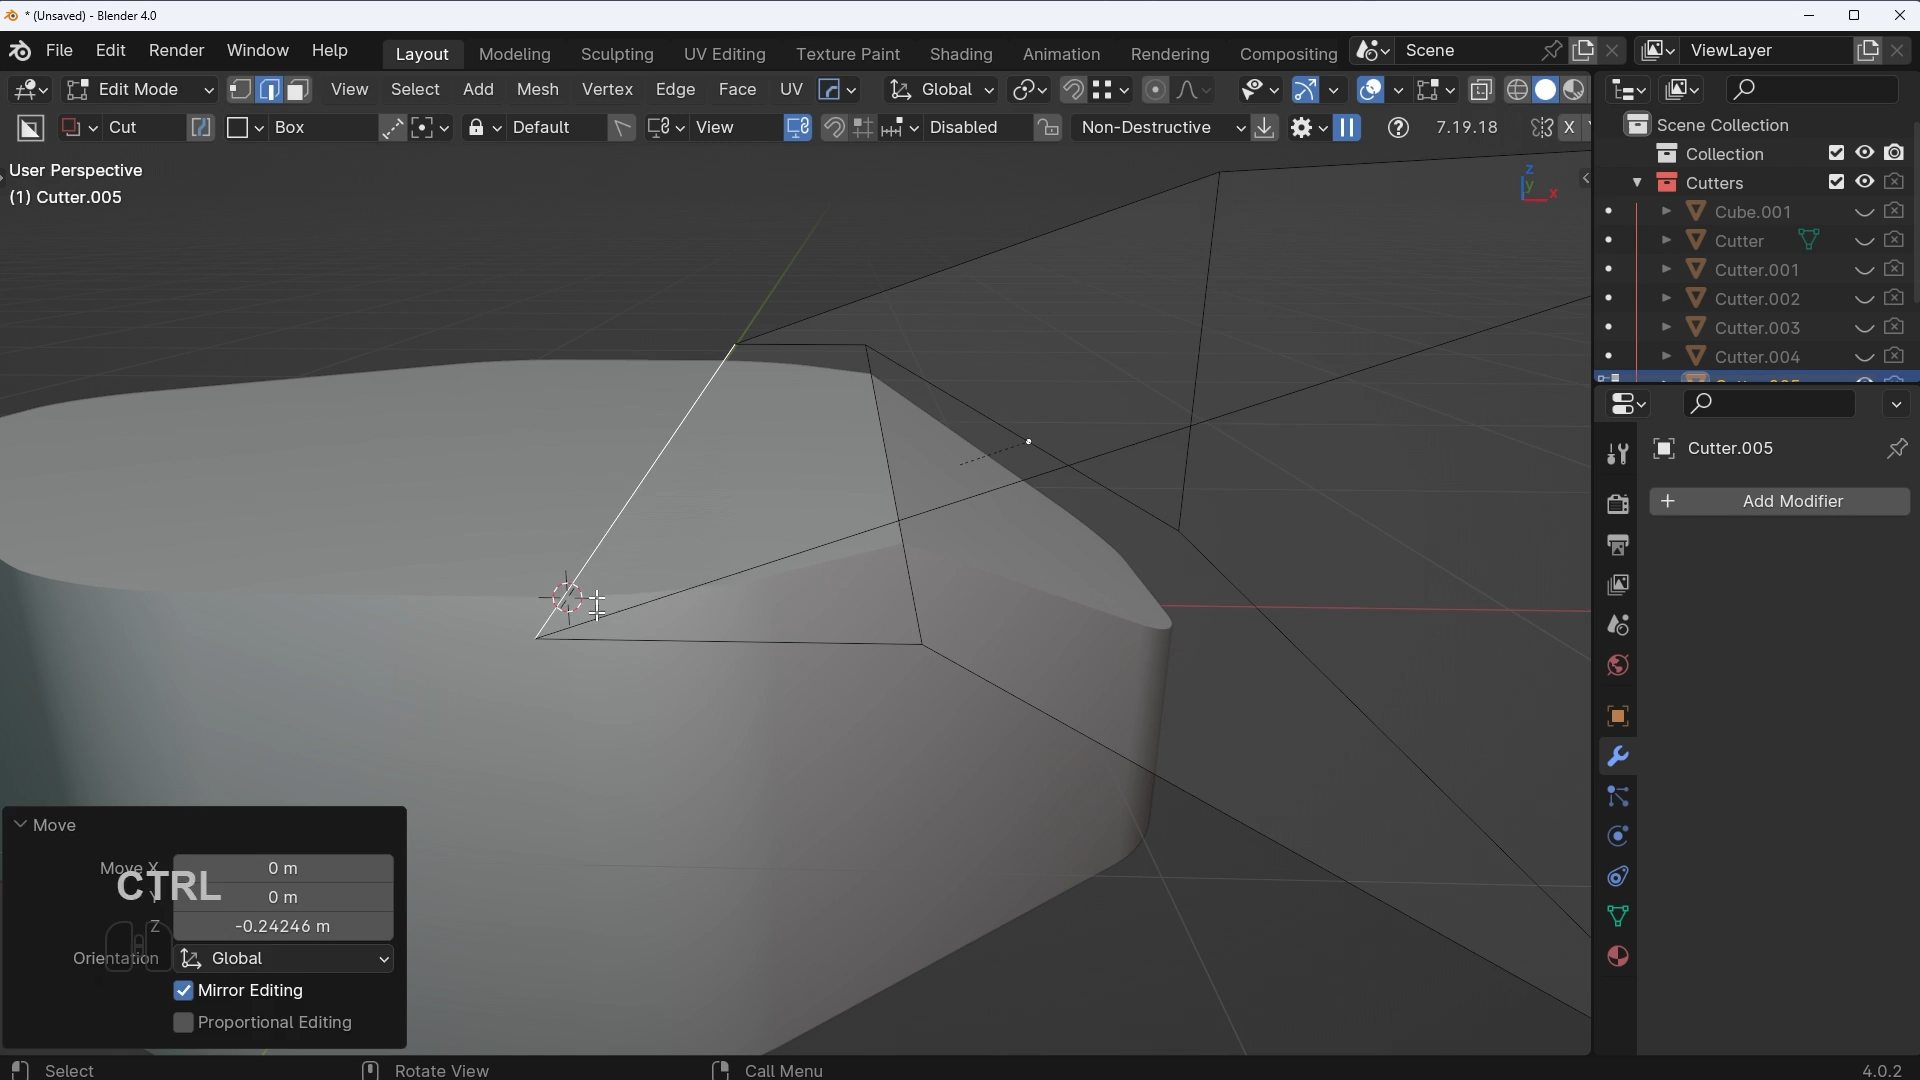 * (Unsaved) - Blender 4.0
File Edit Render Window Help Layout Modeling Sculpting UV Editing Texture Paint Shading Animation Rendering Compositing Scene ViewLayer
Edit Mode View Select Add Mesh Vertex Edge Face UV Global
Cut Box Default View Disabled Non-Destructive 7.19.18 X
User Perspective
(1) Cutter.005
Z
Y
X
Scene Collection
Collection
Cutters
Cube.001
Cutter
Cutter.001
Cutter.002
Cutter.003
Cutter.004
Cutter.005
Cutter.005
Add Modifier
Move
Move X 0 m
Y 0 m
Z -0.24246 m
Orientation Global
Mirror Editing
Proportional Editing
CTRL
Select Rotate View Call Menu 4.0.2